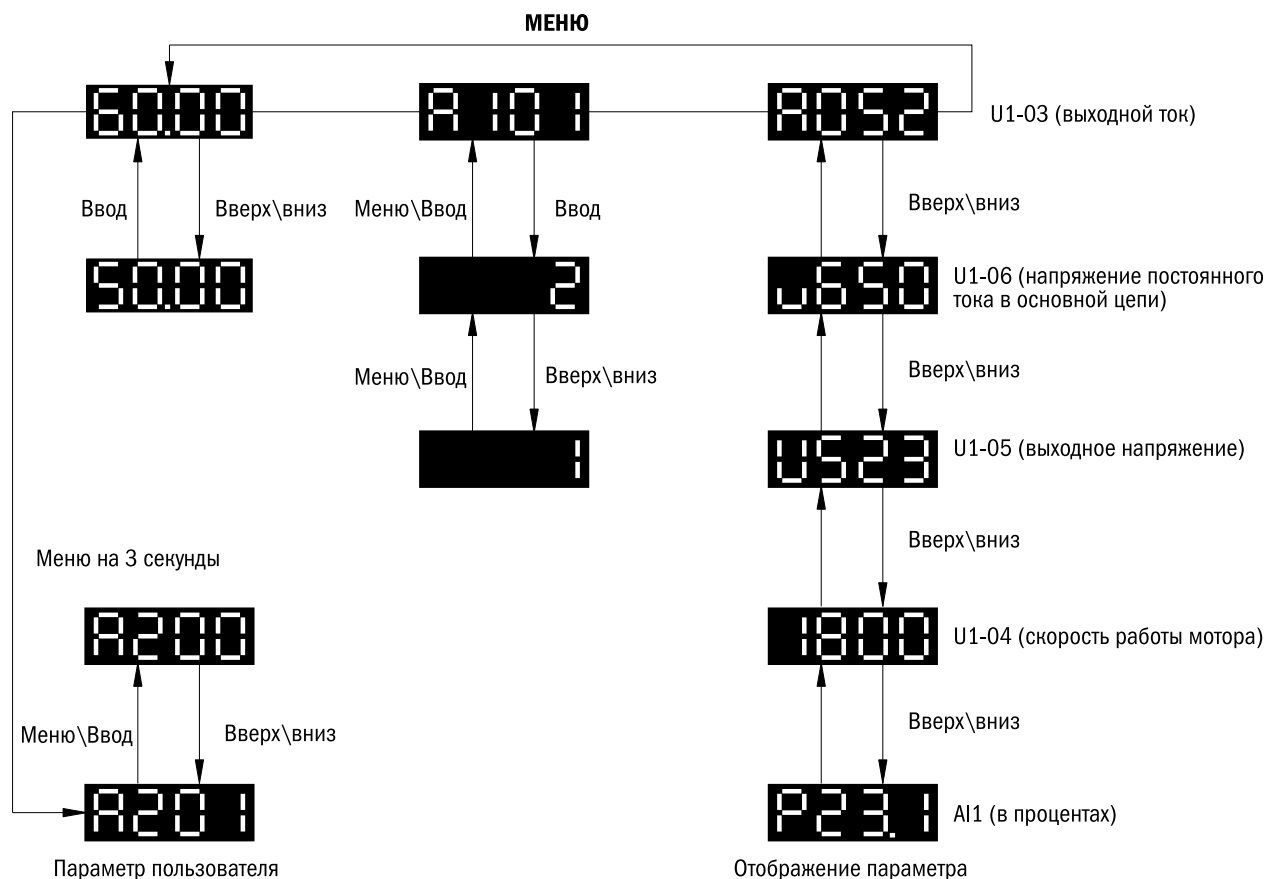 МЕНЮ
60.00
A 101
A052
U1-03 (выходной ток)
Ввод
Вверх\вниз
Меню\Ввод
Ввод
Вверх\вниз
50.00
2
u650
U1-06 (напряжение постоянного
тока в основной цепи)
Меню\Ввод
Вверх\вниз
Вверх\вниз
1
U523
U1-05 (выходное напряжение)
Вверх\вниз
Меню на 3 секунды
A200
1800
U1-04 (скорость работы мотора)
Меню\Ввод
Вверх\вниз
Вверх\вниз
A201
P23.1
AI1 (в процентах)
Параметр пользователя
Отображение параметра